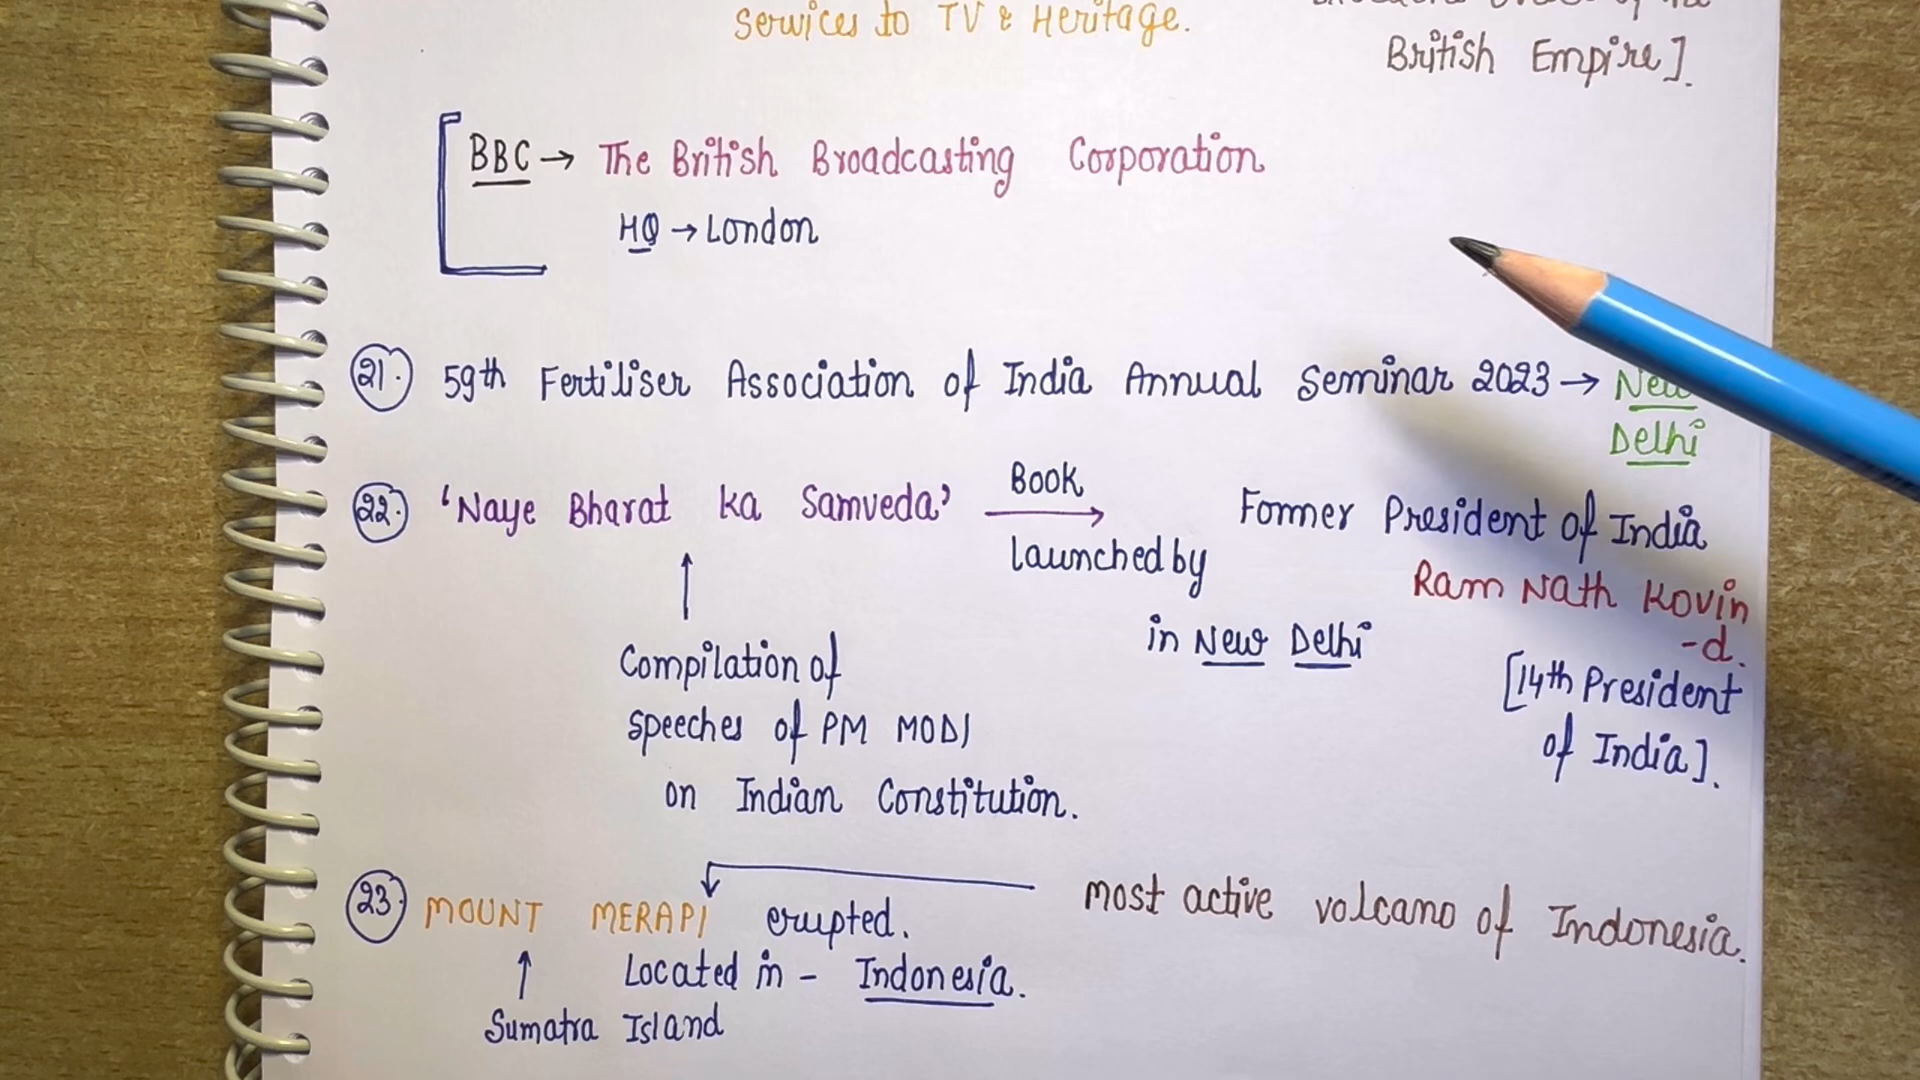 Services to TV & Heritage.
British Empire].
BBC → The British Broadcasting Corporation
HQ → London
21. 59th Fertiliser Association of India Annual Seminar 2023 → New
Delhi
22. 'Naye Bharat ka Samveda' Book
launched by
Former President of India
Ram Nath Kovin
-d.
in New Delhi
[14th President
of India].
↑
Compilation of
speeches of PM MODI
on Indian Constitution.
23. MOUNT MERAPI erupted.
most active volcano of Indonesia.
↑ Located in - Indonesia.
Sumatra Island